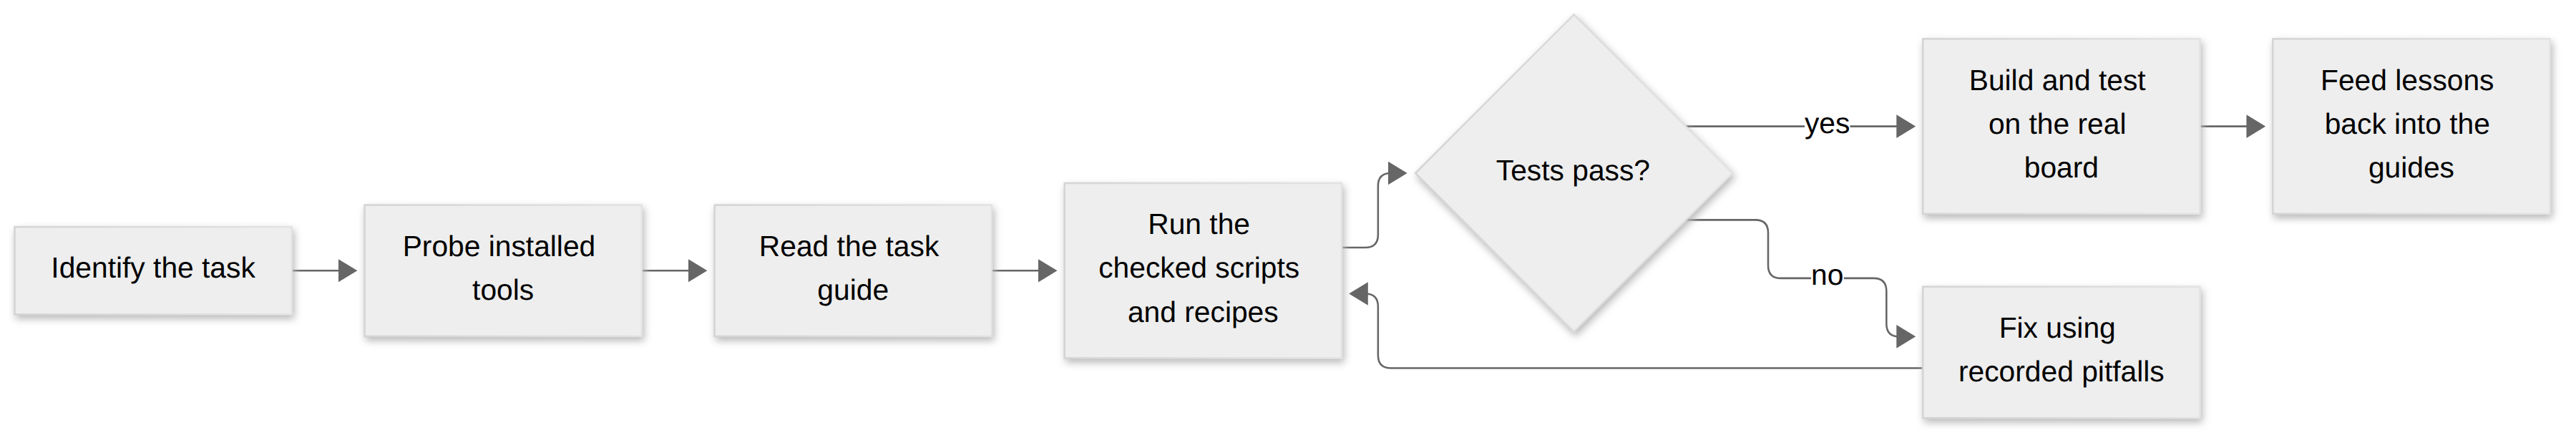 Identify the task
Probe installed
tools
Read the task
guide
Run the
checked scripts
and recipes
Tests pass?
yes
no
Build and test
on the real
board
Feed lessons
back into the
guides
Fix using
recorded pitfalls